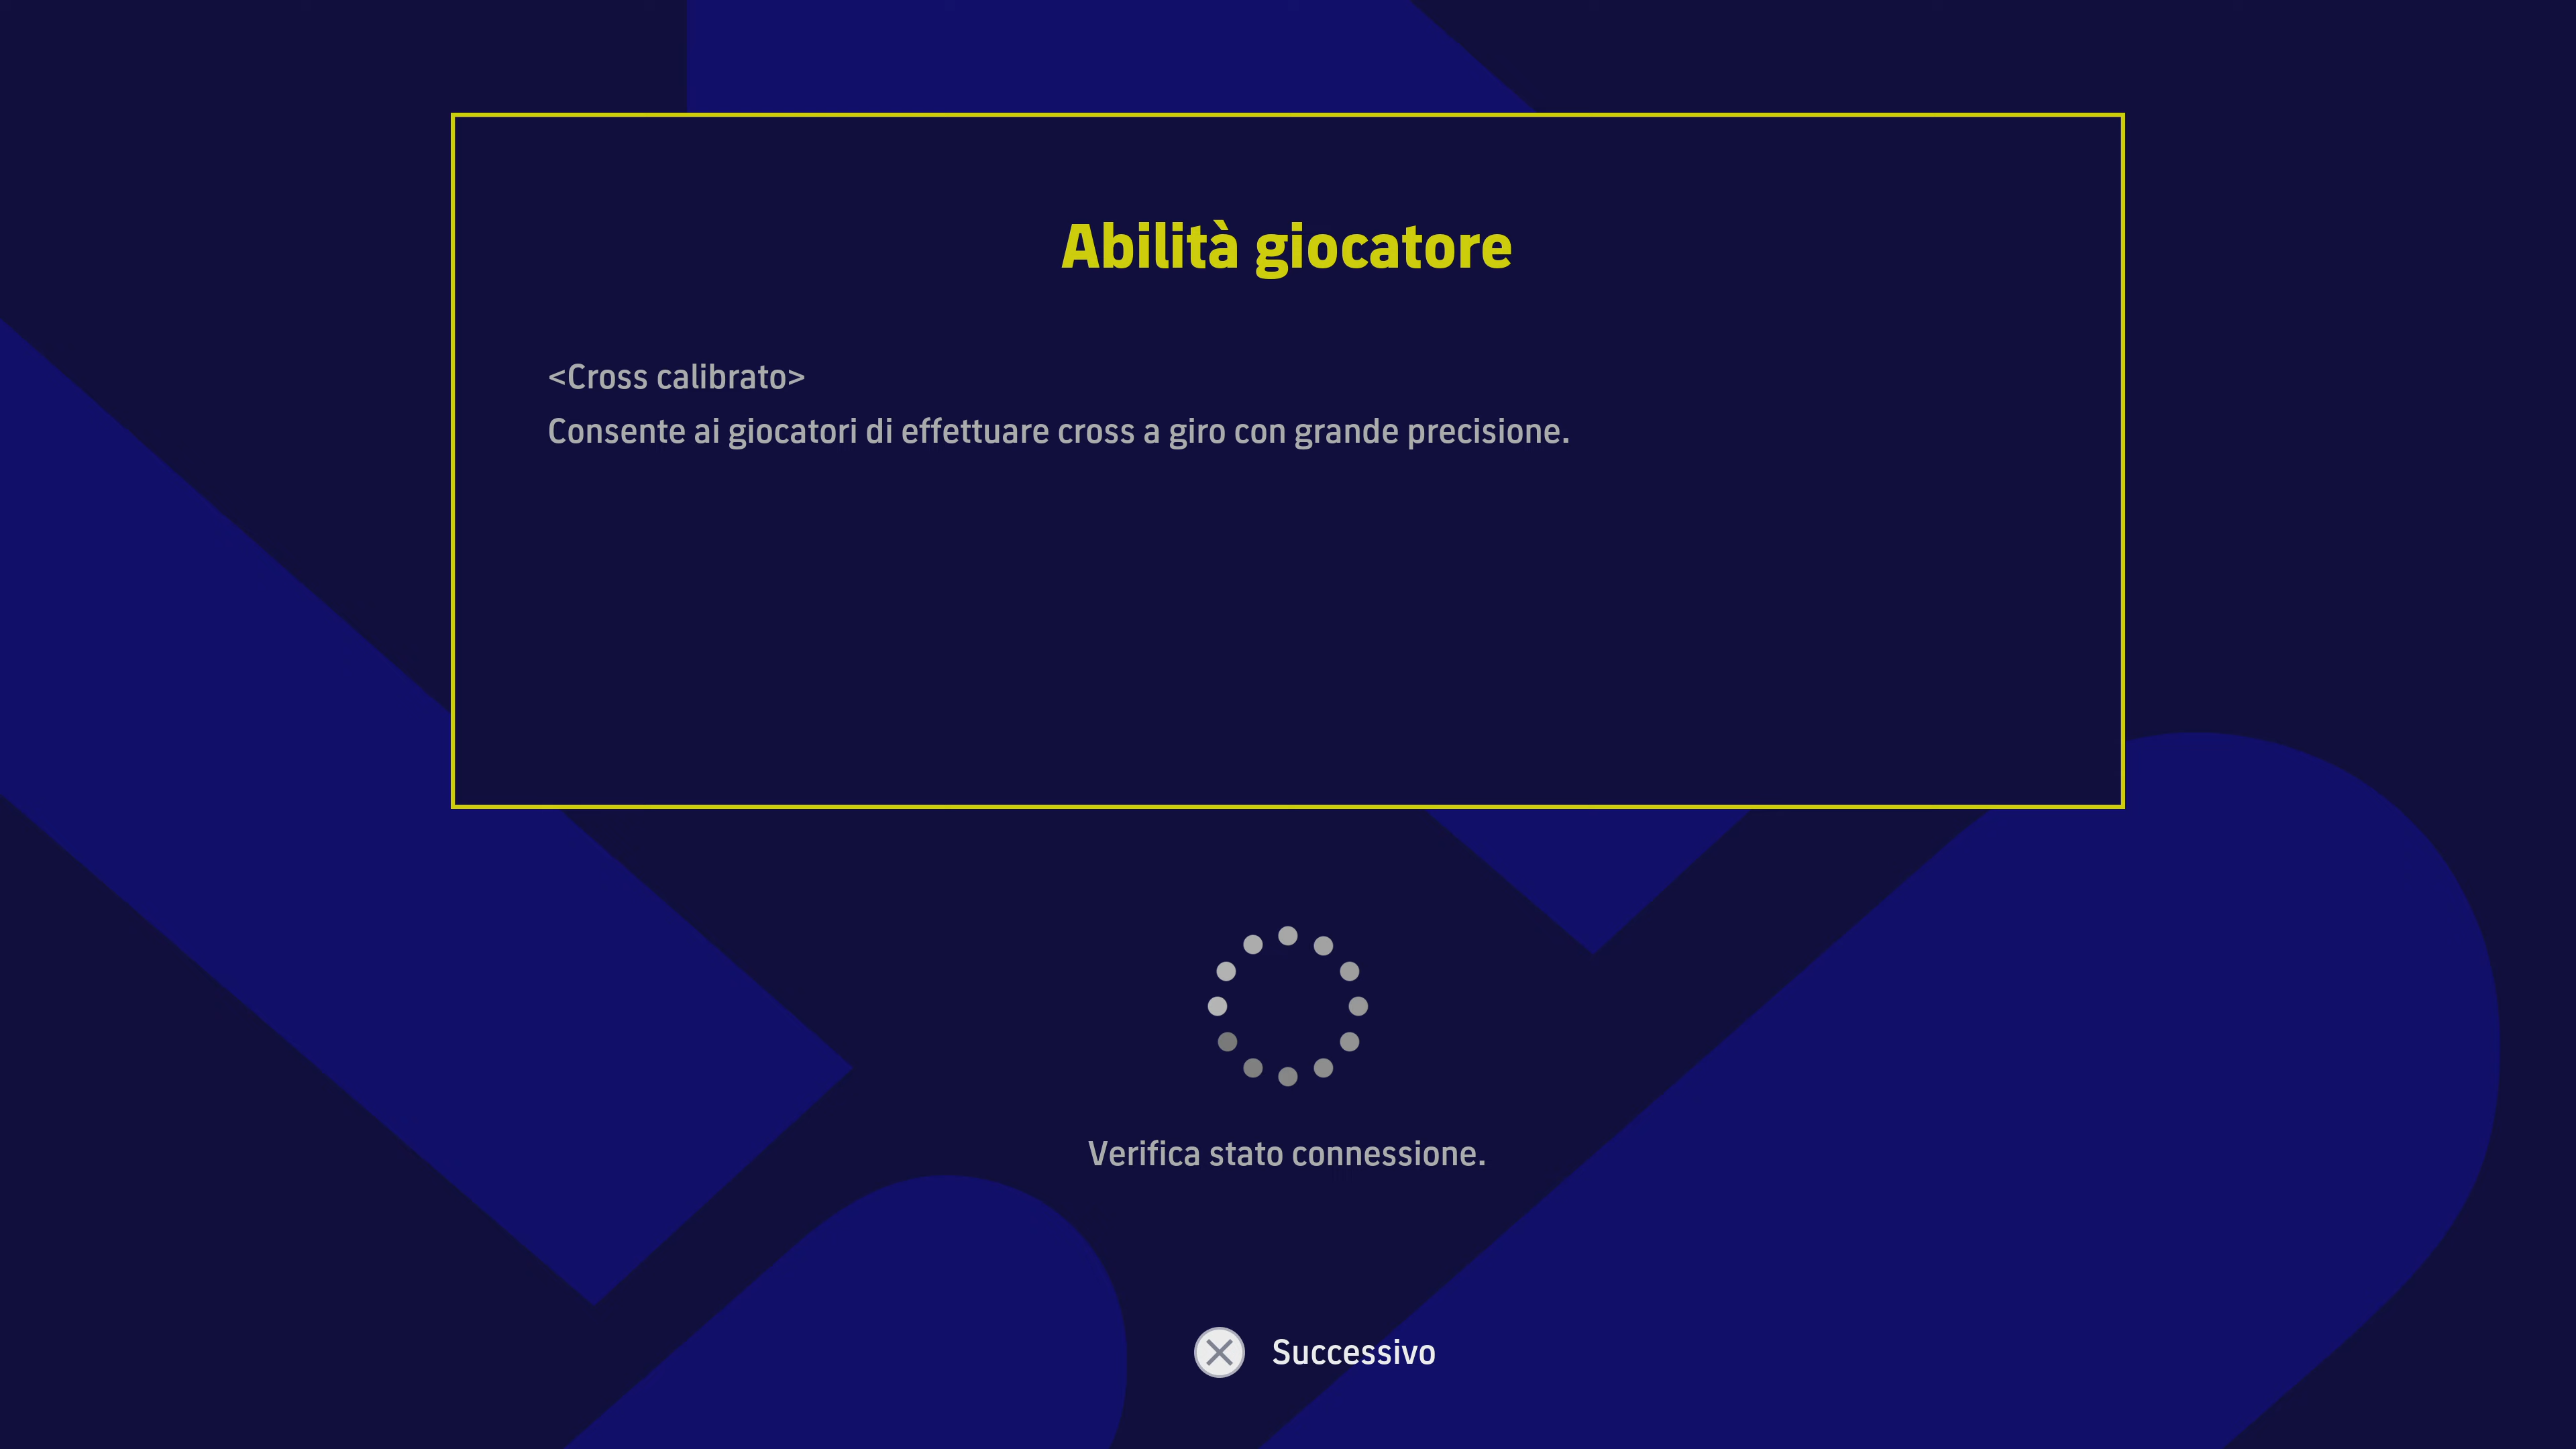 Abilità giocatore
<Cross calibrato>
Consente ai giocatori di effettuare cross a giro con grande precisione.
Verifica stato connessione.
Successivo